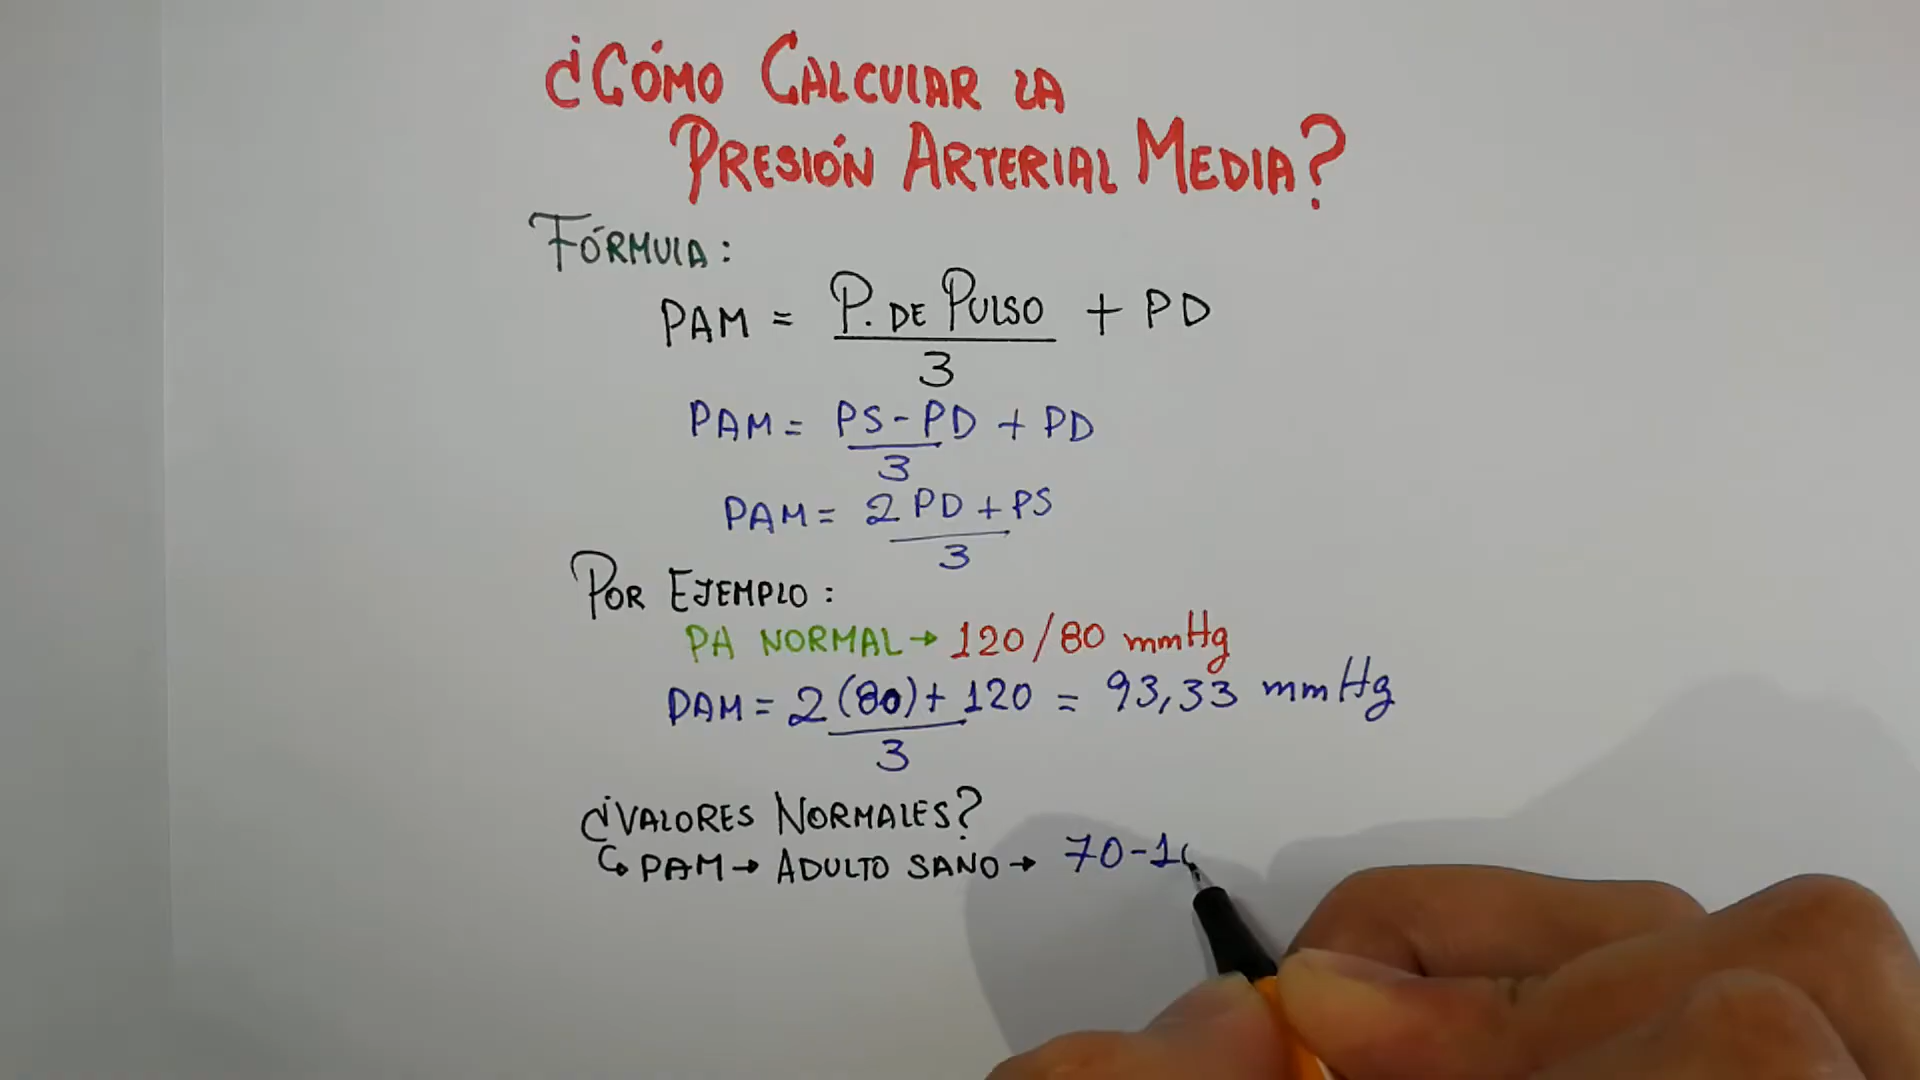 ¿CÓMO CALCULAR LA
PRESIÓN ARTERIAL MEDIA?
FÓRMULA:
PAM = P. DE PULSO / 3 + PD
PAM = PS - PD / 3 + PD
PAM = 2 PD + PS / 3
POR EJEMPLO:
PA NORMAL → 120/80 mmHg
PAM = 2(80) + 120 / 3 = 93,33 mmHg
¿VALORES NORMALES?
↳ PAM → ADULTO SANO → 70-1